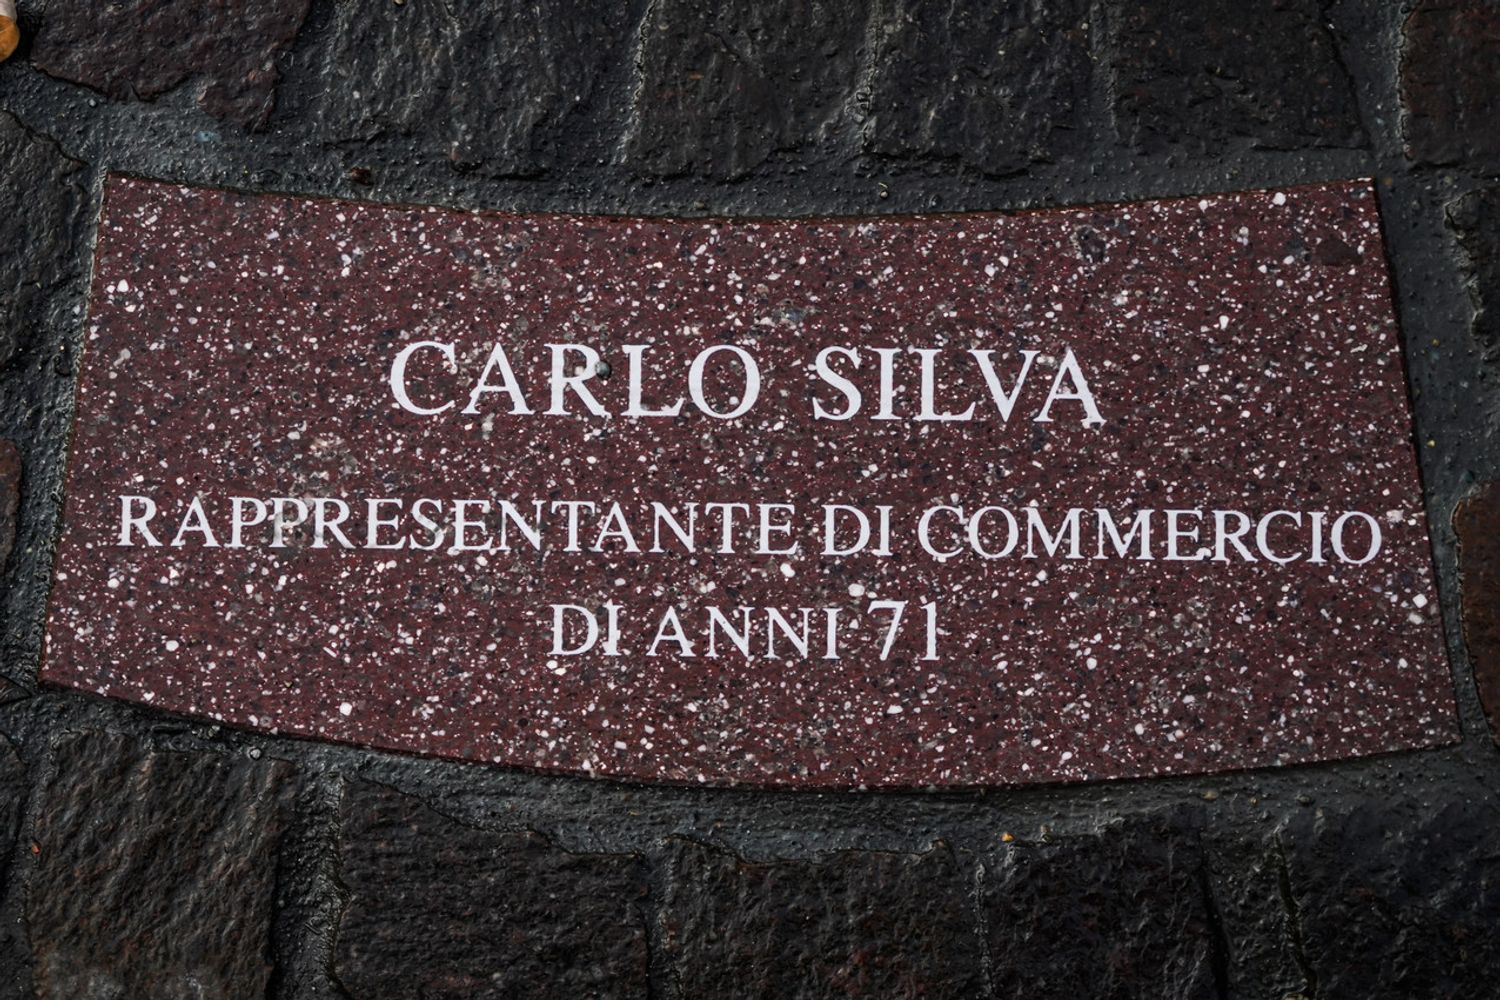 CARLO SILVA
RAPPRESENTANTE DI COMMERCIO
DI ANNI 71